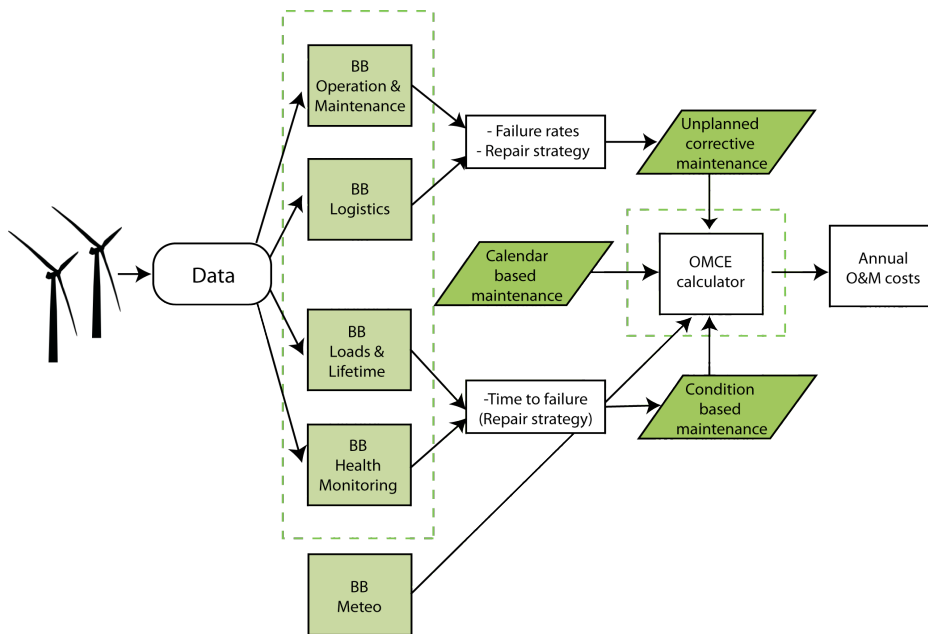 BB
Operation &
Maintenance
BB
Logistics
Data
BB
Loads &
Lifetime
BB
Health
Monitoring
BB
Meteo
- Failure rates
- Repair strategy
Calendar
based
maintenance
-Time to failure
(Repair strategy)
Unplanned
corrective
maintenance
OMCE
calculator
Condition
based
maintenance
Annual
O&M costs